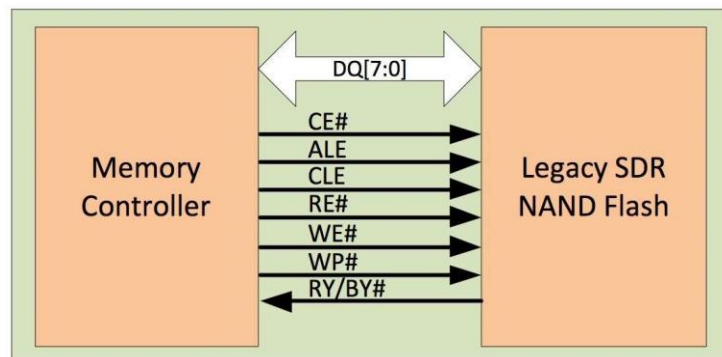 DQ[7:0]
CE#
ALE
CLE
RE#
WE#
WP#
RY/BY#
Memory
Controller
Legacy SDR
NAND Flash